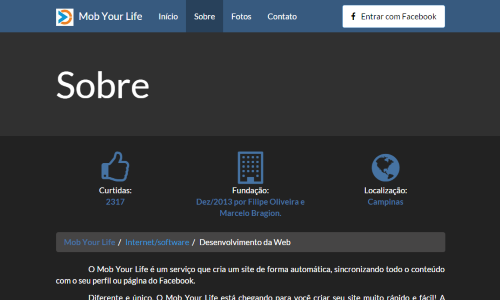 Mob Your Life Início Sobre Fotos Contato f Entrar com Facebook
Sobre
Curtidas: Fundação: Localização:
2317 Dez/2013 por Filipe Oliveira e Campinas
Marcelo Bragion.
Mob Your Life / Internet/software / Desenvolvimento da Web
O Mob Your Life é um serviço que cria um site de forma automática, sincronizando todo o conteúdo
com o seu perfil ou página do Facebook.
Diferente e único, O Mob Your Life está chegando para você criar seu site muito rápido e fácil! A